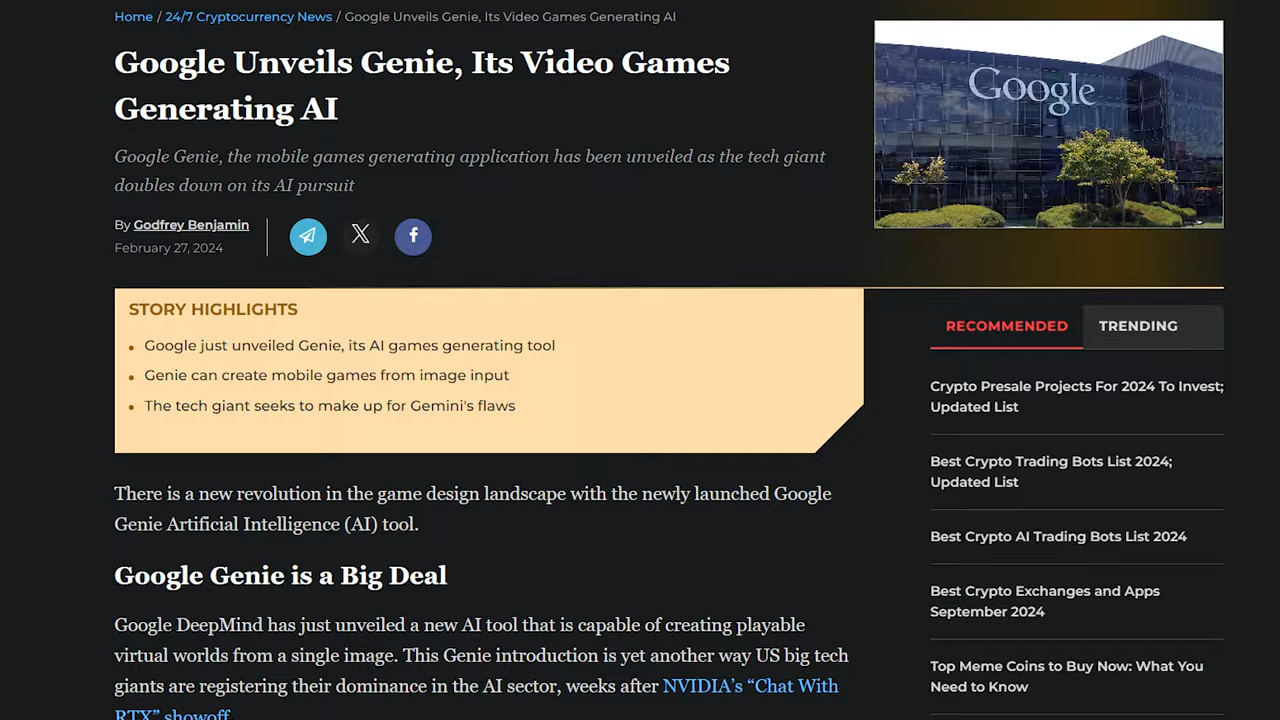 Home / 24/7 Cryptocurrency News / Google Unveils Genie, Its Video Games Generating AI
Google Unveils Genie, Its Video Games
Generating AI
Google Genie, the mobile games generating application has been unveiled as the tech giant
doubles down on its AI pursuit
By Godfrey Benjamin
February 27, 2024
Google
STORY HIGHLIGHTS
• Google just unveiled Genie, its AI games generating tool
• Genie can create mobile games from image input
• The tech giant seeks to make up for Gemini's flaws
There is a new revolution in the game design landscape with the newly launched Google
Genie Artificial Intelligence (AI) tool.
Google Genie is a Big Deal
Google DeepMind has just unveiled a new AI tool that is capable of creating playable
virtual worlds from a single image. This Genie introduction is yet another way US big tech
giants are registering their dominance in the AI sector, weeks after NVIDIA's “Chat With
RTX” showoff.
RECOMMENDED
TRENDING
Crypto Presale Projects For 2024 To Invest;
Updated List
Best Crypto Trading Bots List 2024;
Updated List
Best Crypto AI Trading Bots List 2024
Best Crypto Exchanges and Apps
September 2024
Top Meme Coins to Buy Now: What You
Need to Know